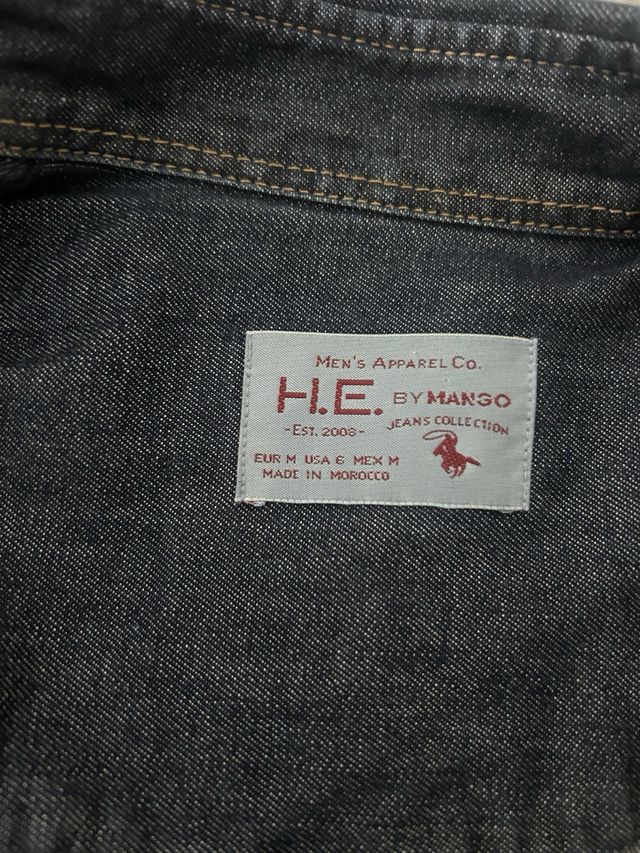 MEN'S APPAREL CO.
H.E. BY MANGO
-EST. 2008- JEANS COLLECTION
EUR M USA 6 MEX M
MADE IN MOROCCO